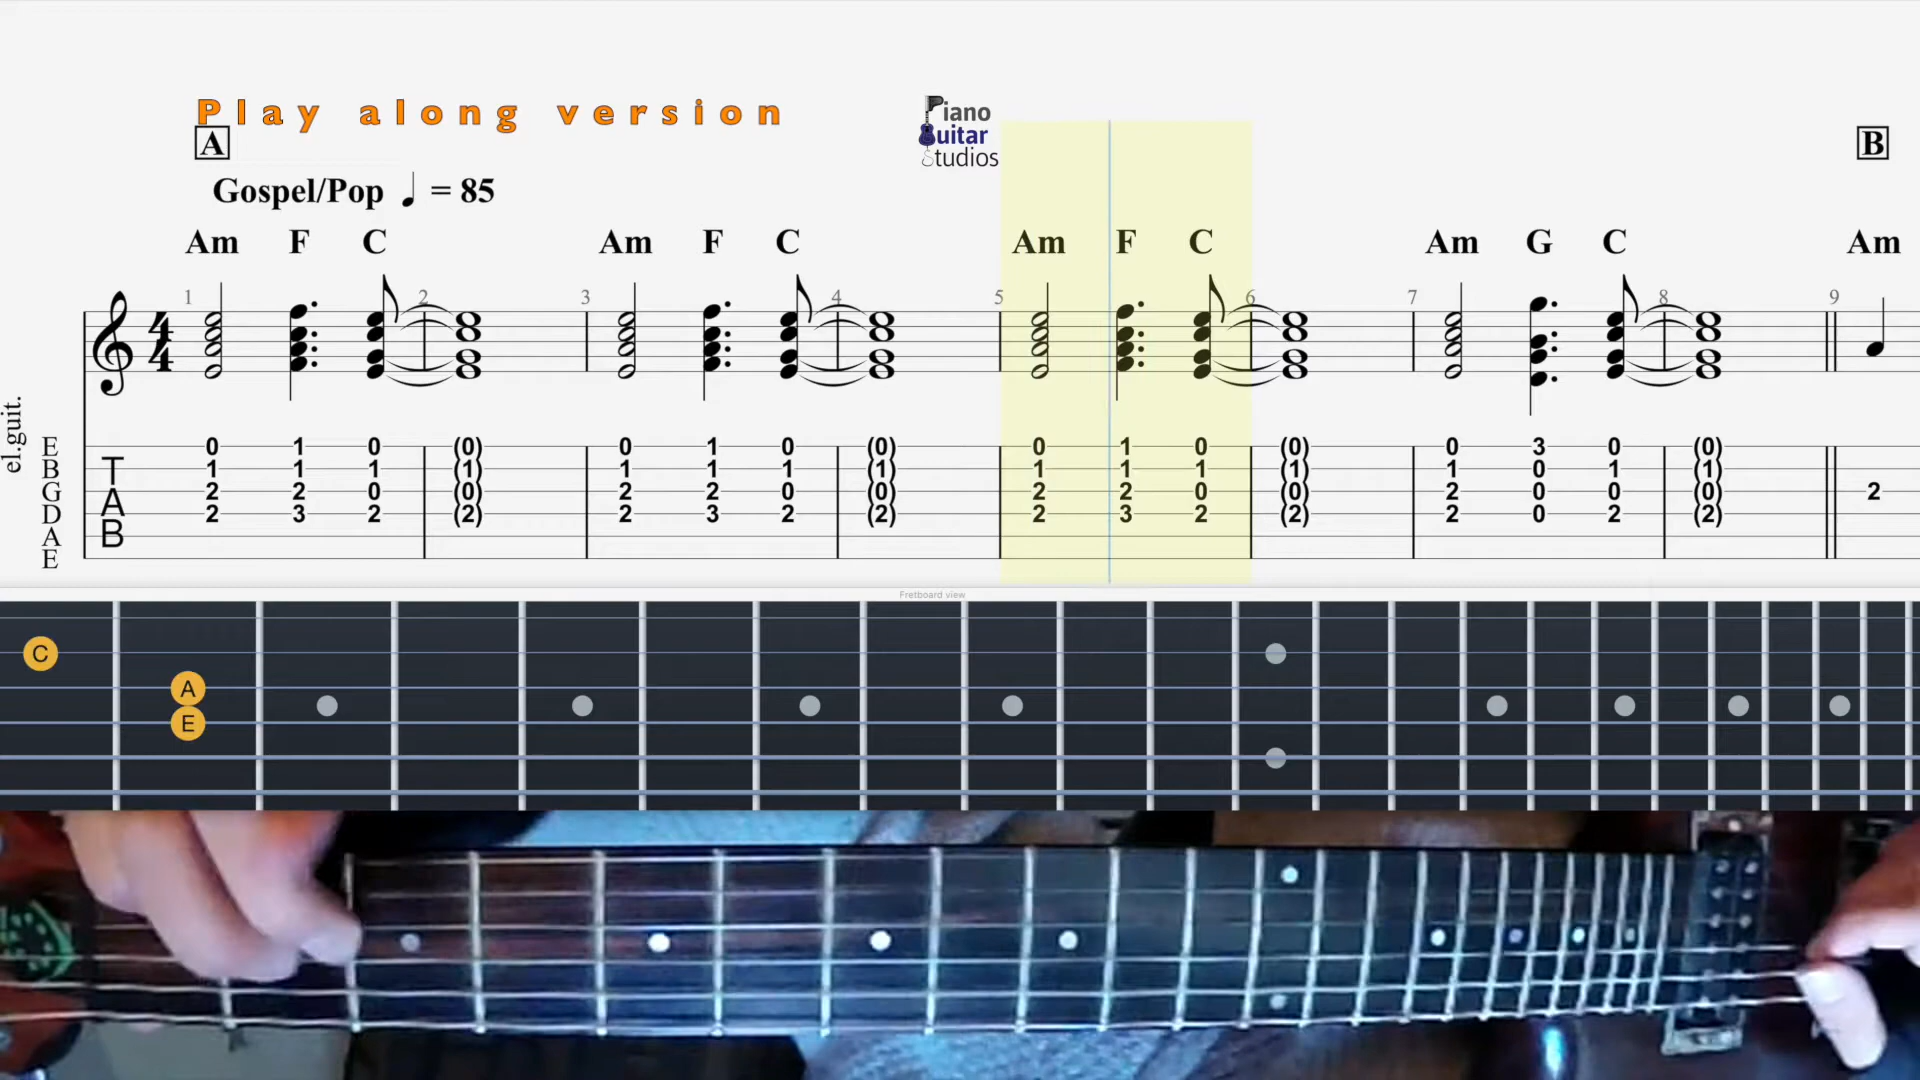 Play along version
Piano
Guitar
Studios
A
B
Gospel/Pop ♩ = 85
Am F C Am F C Am F C Am G C Am
1 2 3 4 5 6 7 8 9
4
4
el.guit.
E 0 1 0 (0) 0 1 0 (0) 0 1 0 (0) 0 3 0 (0)
B 1 1 1 (1) 1 1 1 (1) 1 1 1 (1) 1 0 1 (1)
G 2 2 0 (0) 2 2 0 (0) 2 2 0 (0) 2 0 0 (0) 2
D 2 3 2 (2) 2 3 2 (2) 2 3 2 (2) 2 0 2 (2)
A
E
T
A
B
Fretboard view
C
A
E